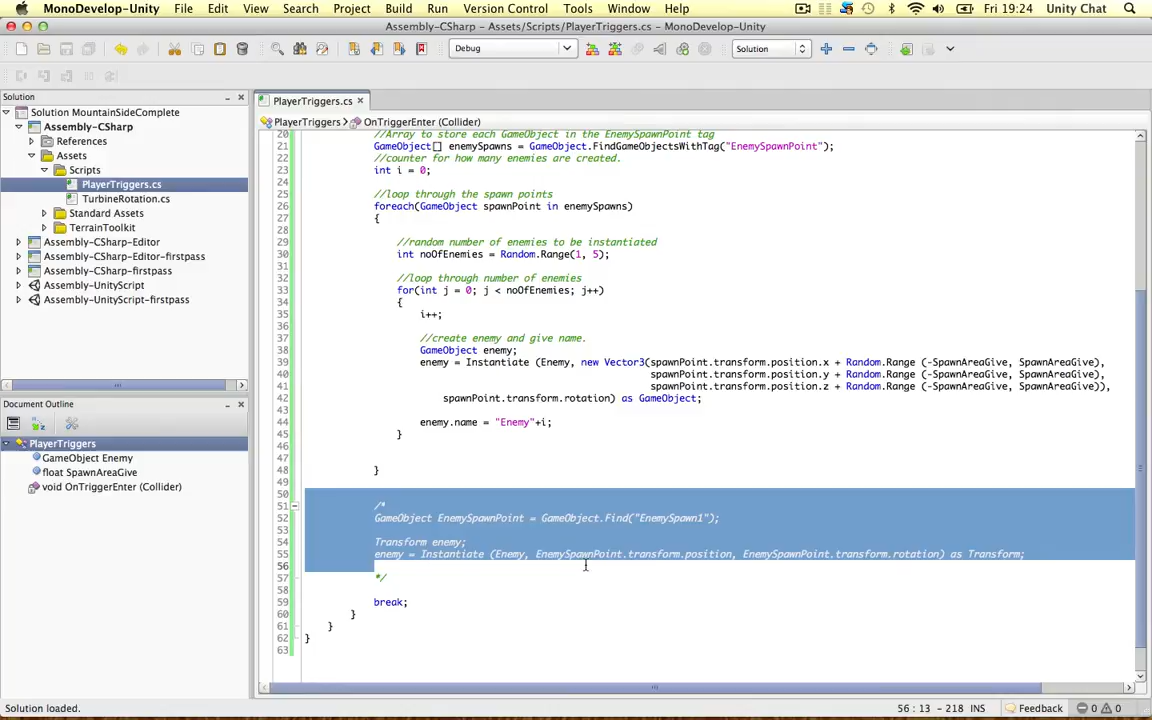 MonoDevelop-Unity File Edit View Search Project Build Run Version Control Tools Window Help Fri 19:24 Unity Chat
Assembly-CSharp - Assets/Scripts/PlayerTriggers.cs - MonoDevelop-Unity
Debug Solution
Solution
Solution MountainSideComplete
Assembly-CSharp
References
Assets
Scripts
PlayerTriggers.cs
TurbineRotation.cs
Standard Assets
TerrainToolkit
Assembly-CSharp-Editor
Assembly-CSharp-Editor-firstpass
Assembly-CSharp-firstpass
Assembly-UnityScript
Assembly-UnityScript-firstpass
Document Outline
PlayerTriggers
GameObject Enemy
float SpawnAreaGive
void OnTriggerEnter (Collider)
PlayerTriggers.cs
PlayerTriggers OnTriggerEnter (Collider)
20 //Array to store each GameObject in the EnemySpawnPoint tag
21 GameObject[] enemySpawns = GameObject.FindGameObjectsWithTag("EnemySpawnPoint");
22 //counter for how many enemies are created.
23 int i = 0;
24
25 //loop through the spawn points
26 foreach(GameObject spawnPoint in enemySpawns)
27 {
28
29 //random number of enemies to be instantiated
30 int noOfEnemies = Random.Range(1, 5);
31
32 //loop through number of enemies
33 for(int j = 0; j < noOfEnemies; j++)
34 {
35 i++;
36
37 //create enemy and give name.
38 GameObject enemy;
39 enemy = Instantiate (Enemy, new Vector3(spawnPoint.transform.position.x + Random.Range (-SpawnAreaGive, SpawnAreaGive),
40 spawnPoint.transform.position.y + Random.Range (-SpawnAreaGive, SpawnAreaGive),
41 spawnPoint.transform.position.z + Random.Range (-SpawnAreaGive, SpawnAreaGive)),
42 spawnPoint.transform.rotation) as GameObject;
43
44 enemy.name = "Enemy"+i;
45 }
46
47
48 }
49
50
51 /*
52 GameObject EnemySpawnPoint = GameObject.Find("EnemySpawn1");
53
54 Transform enemy;
55 enemy = Instantiate (Enemy, EnemySpawnPoint.transform.position, EnemySpawnPoint.transform.rotation) as Transform;
56
57 */
58
59 break;
60 }
61 }
62 }
63
Solution loaded. 56 : 13 - 218 INS Feedback 0 0